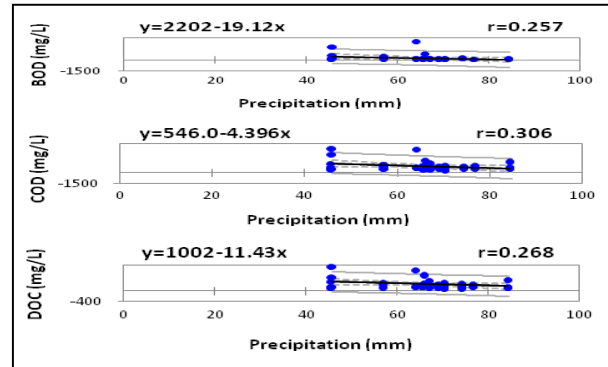 y=2202-19.12x r=0.257
BOD (mg/L)
-1500
0 20 40 60 80 100
Precipitation (mm)
y=546.0-4.396x r=0.306
COD (mg/L)
-1500
0 20 40 60 80 100
Precipitation (mm)
y=1002-11.43x r=0.268
DOC (mg/L)
-400
0 20 40 60 80 100
Precipitation (mm)